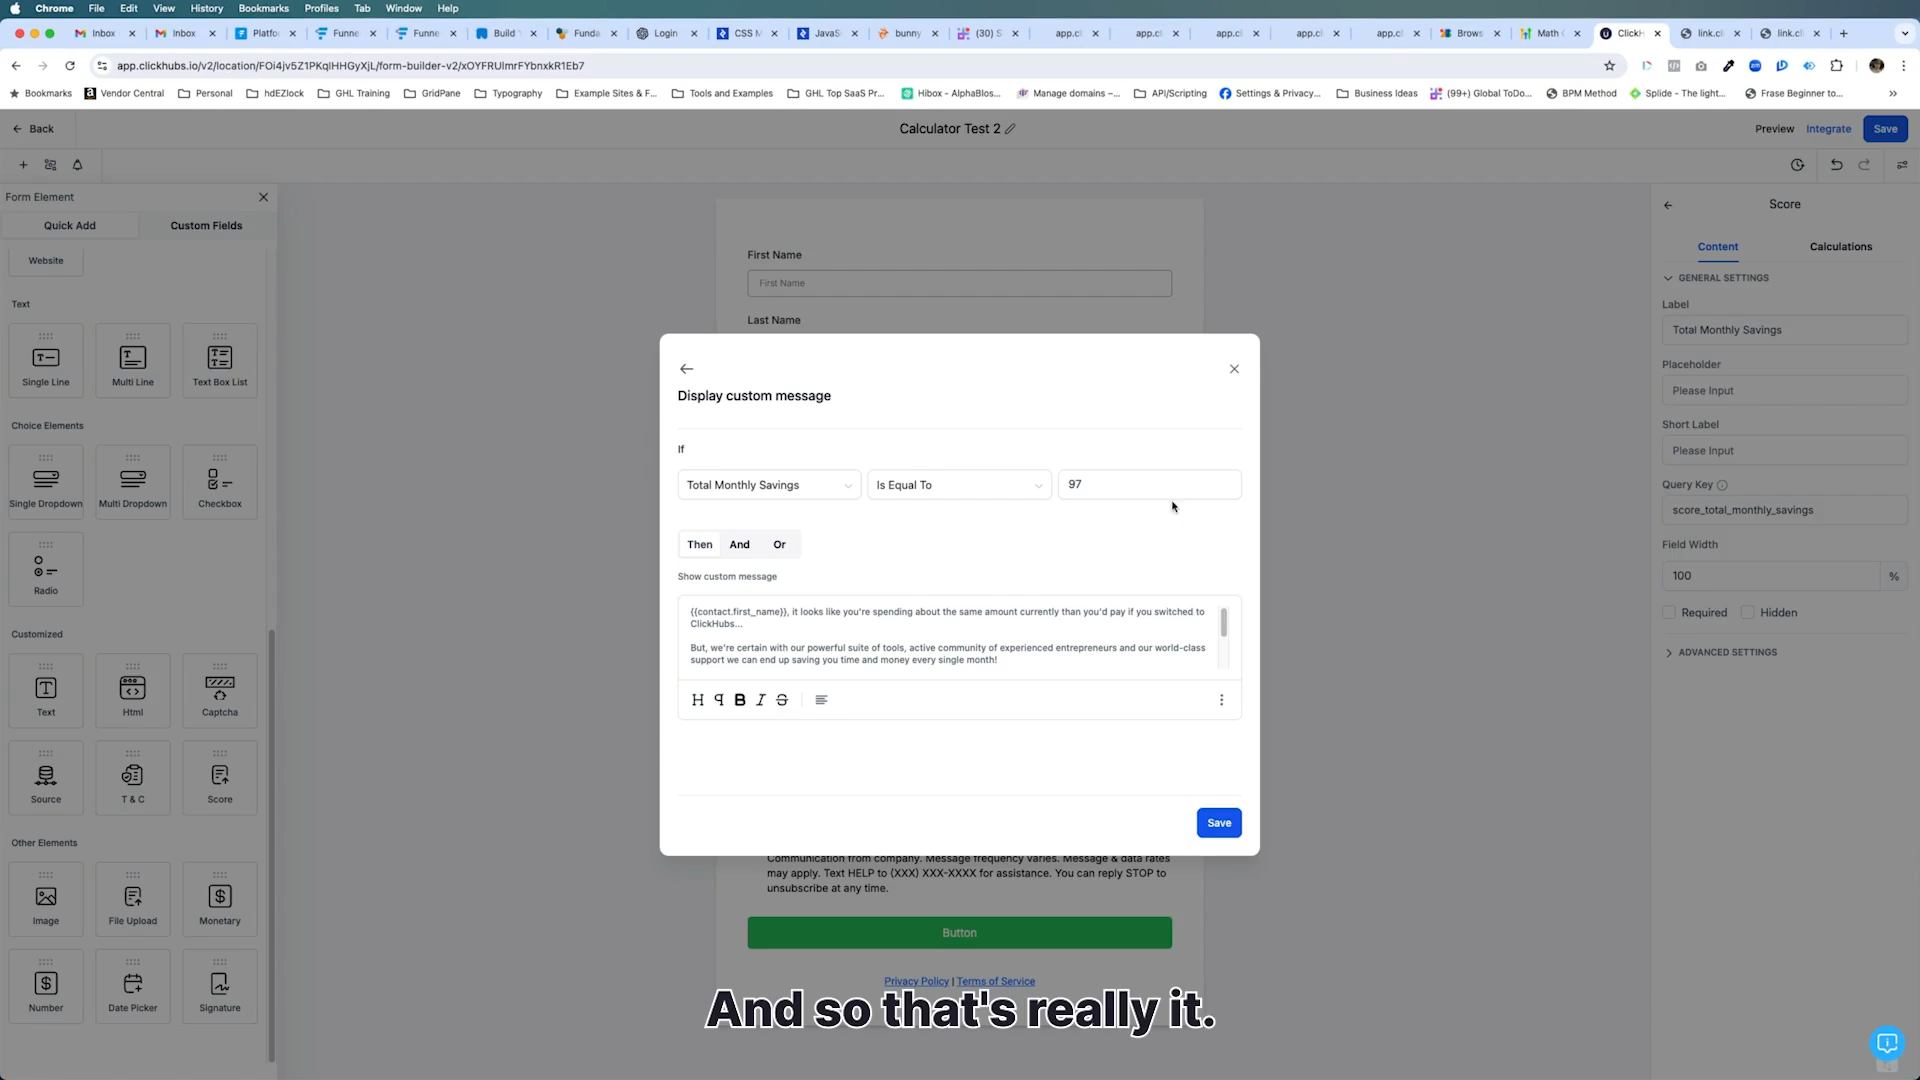 Chrome File Edit View History Bookmarks Profiles Tab Window Help
Inbox Inbox Platfo Funne Funne Build Funda Login CSS M JavaS bunny (30) S app.cl app.cl app.cl app.cl app.cl Brows Math ClickH link.cl link.cl
app.clickhubs.io/v2/location/FOi4jv5Z1PKqlHHGyXjL/form-builder-v2/xOYFRUlmrFYbnxkR1Eb7
Bookmarks Vendor Central Personal hdEZlock GHL Training GridPane Typography Example Sites & F... Tools and Examples GHL Top SaaS Pr... Hibox - AlphaBlos... Manage domains –... API/Scripting Settings & Privacy... Business Ideas (99+) Global ToDo... BPM Method Splide - The light... Frase Beginner to...
Back
Calculator Test 2
Preview Integrate Save
Form Element
Quick Add Custom Fields
Website
Text
Single Line Multi Line Text Box List
Choice Elements
Single Dropdown Multi Dropdown Checkbox
Radio
Customized
Text Html Captcha
Source T & C Score
Other Elements
Image File Upload Monetary
Number Date Picker Signature
First Name
First Name
Last Name
Display custom message
If
Total Monthly Savings Is Equal To 97
Then And Or
Show custom message
{{contact.first_name}}, it looks like you're spending about the same amount currently than you'd pay if you switched to
ClickHubs...
But, we're certain with our powerful suite of tools, active community of experienced entrepreneurs and our world-class
support we can end up saving you time and money every single month!
H B I S
Save
Communication from company. Message frequency varies. Message & data rates
may apply. Text HELP to (XXX) XXX-XXXX for assistance. You can reply STOP to
unsubscribe at any time.
Button
Privacy Policy | Terms of Service
And so that's really it.
Score
Content Calculations
GENERAL SETTINGS
Label
Total Monthly Savings
Placeholder
Please Input
Short Label
Please Input
Query Key
score_total_monthly_savings
Field Width
100 %
Required Hidden
ADVANCED SETTINGS